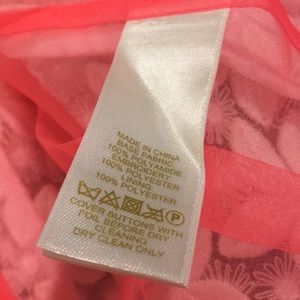 MADE IN CHINA
BASE FABRIC:
100% POLYAMIDE
EMBROIDERY
100% POLYESTER
LINING:
100% POLYESTER
P
COVER BUTTONS WITH
FOIL BEFORE DRY
CLEANING
DRY CLEAN ONLY